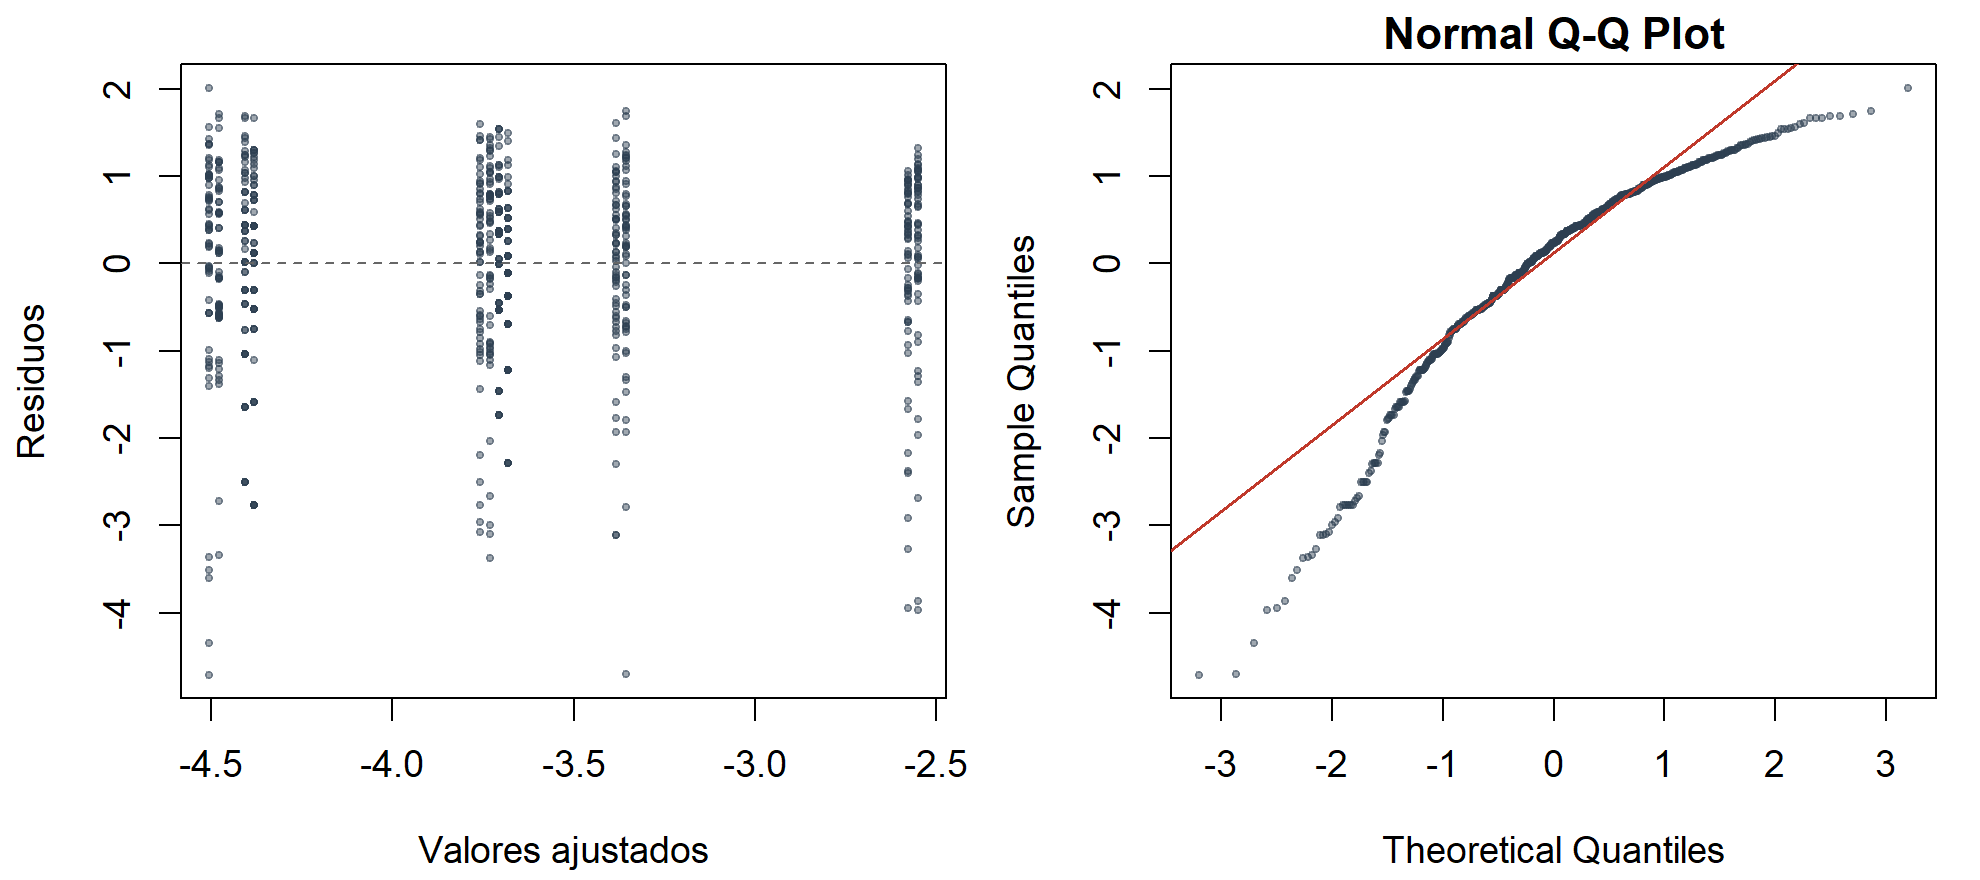 2
1
0
-1
-2
-3
-4
Residuos
-4.5 -4.0 -3.5 -3.0 -2.5
Valores ajustados
Normal Q-Q Plot
2
1
0
-1
-2
-3
-4
Sample Quantiles
-3 -2 -1 0 1 2 3
Theoretical Quantiles